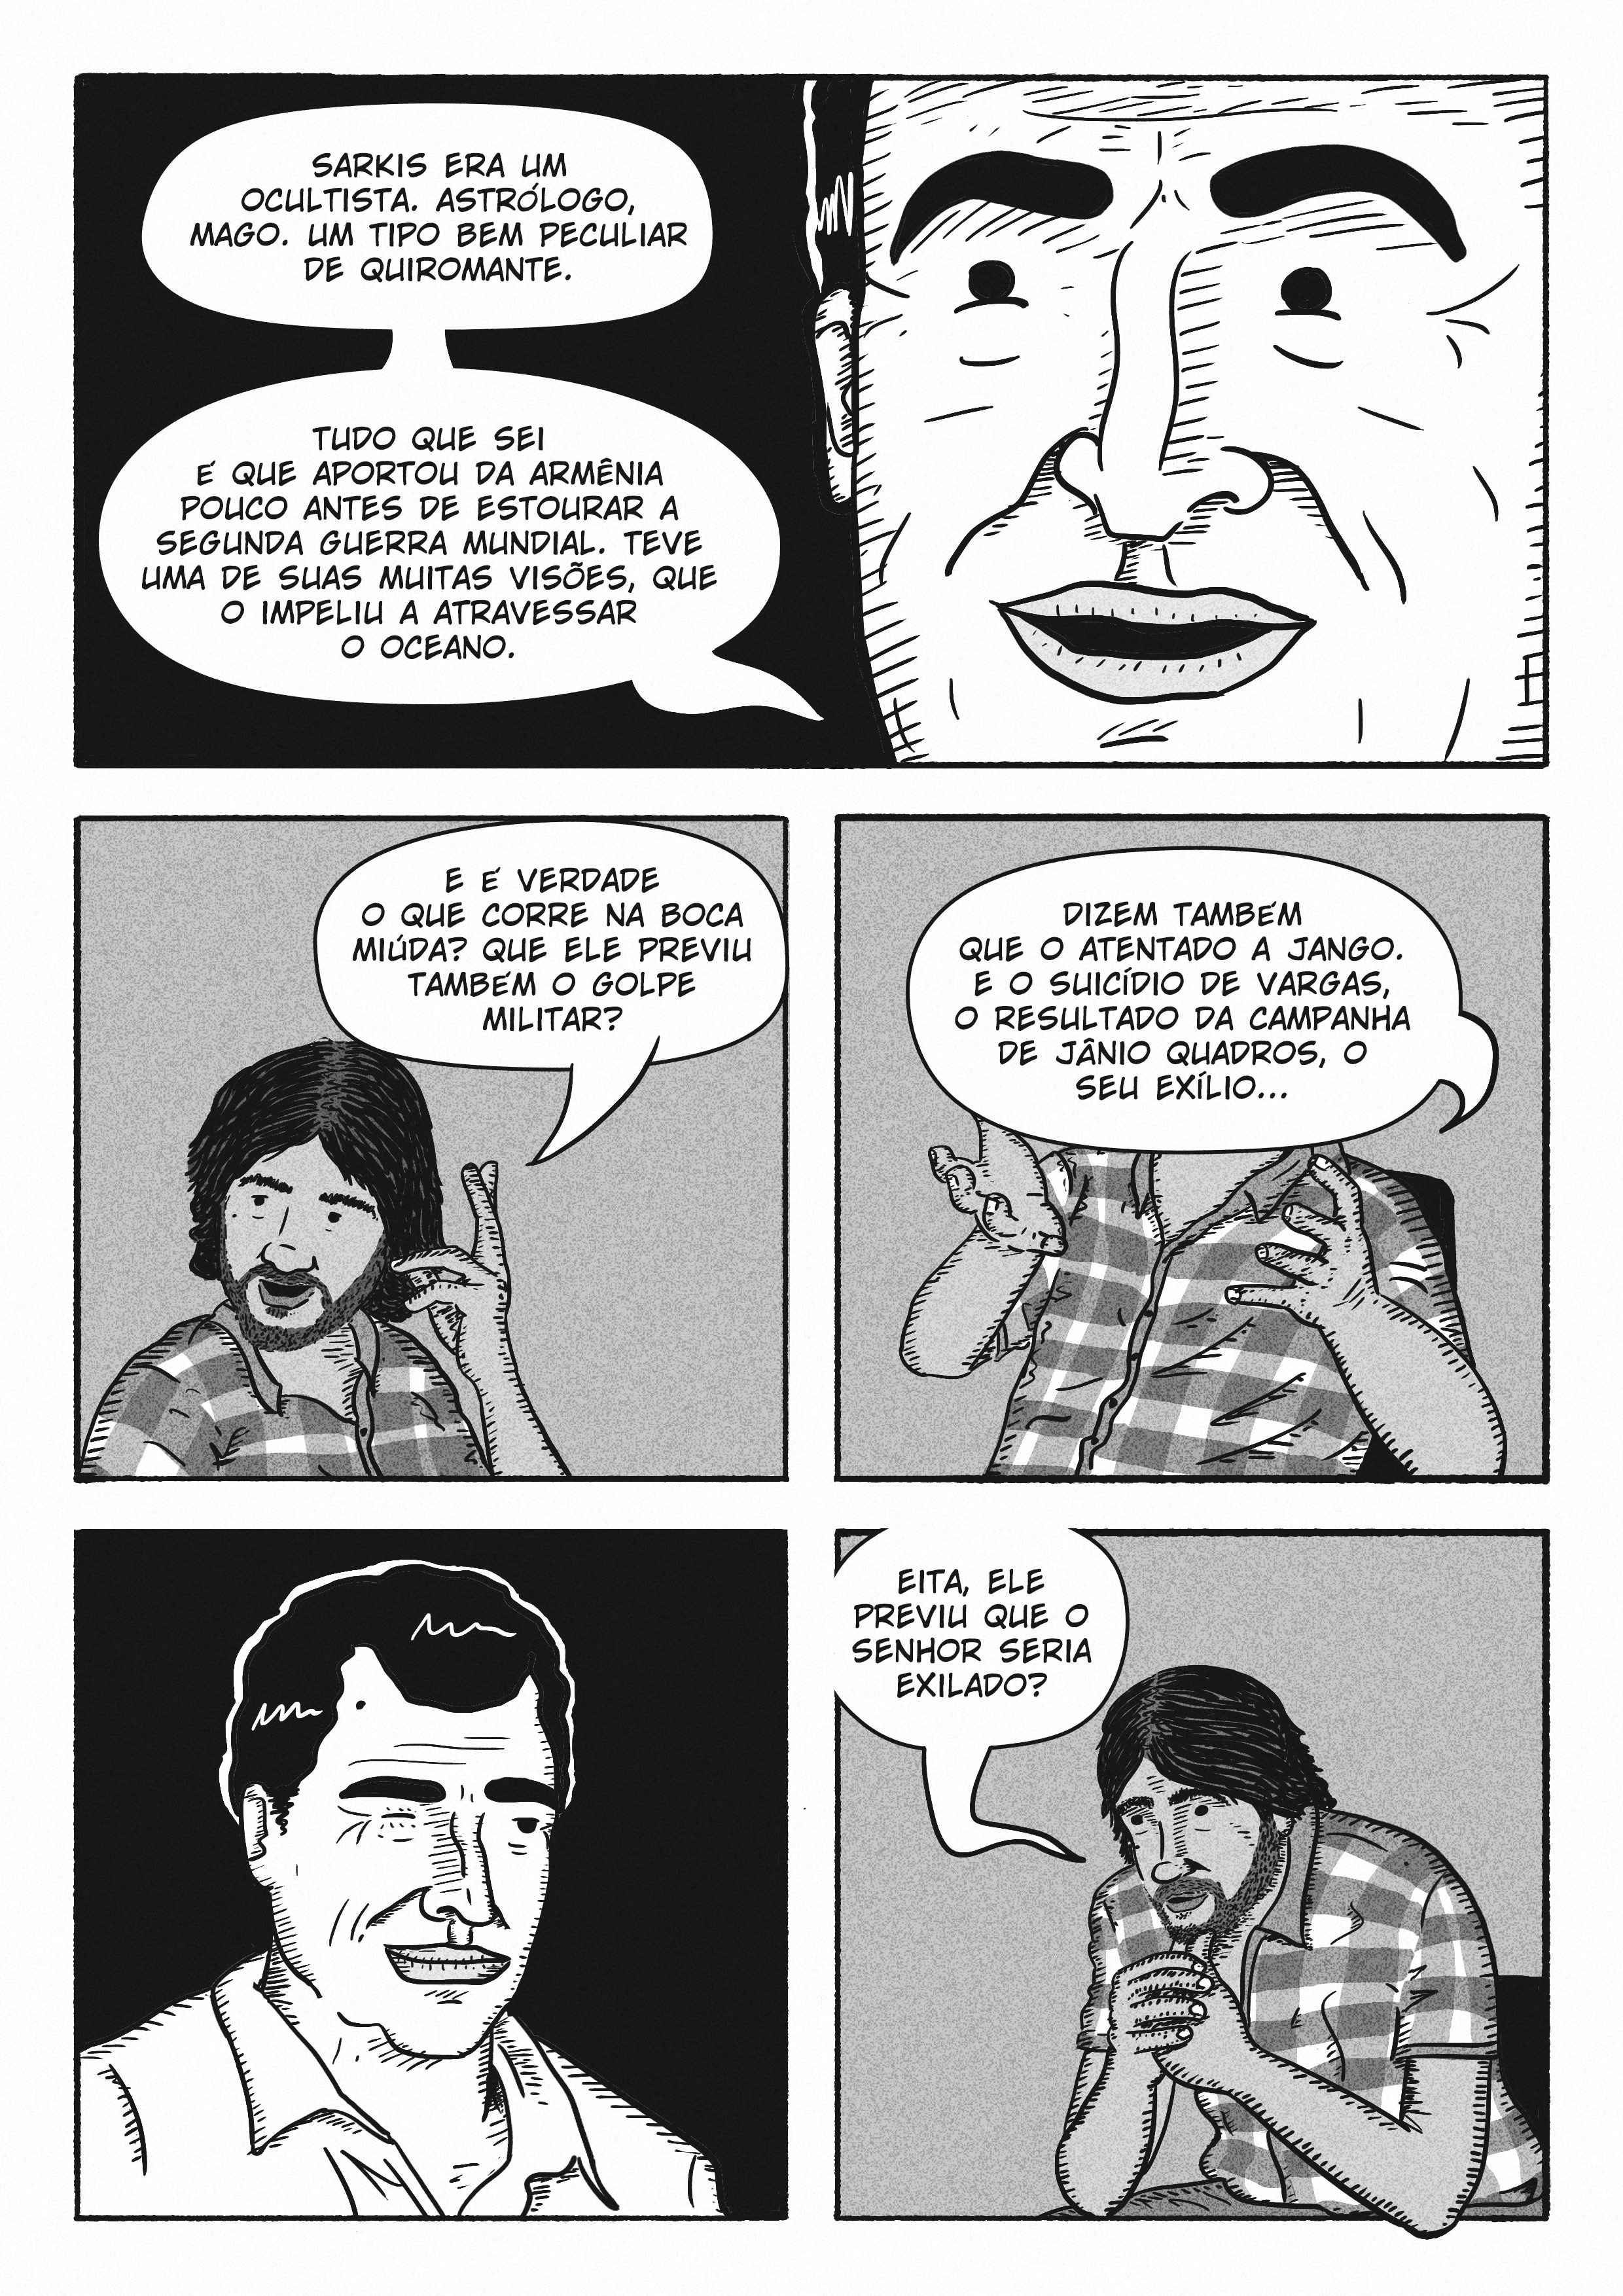 SARKIS ERA UM
OCULTISTA. ASTRÓLOGO,
MAGO. UM TIPO BEM PECULIAR
DE QUIROMANTE.
TUDO QUE SEI
É QUE APORTOU DA ARMÊNIA
POUCO ANTES DE ESTOURAR A
SEGUNDA GUERRA MUNDIAL. TEVE
UMA DE SUAS MUITAS VISÕES, QUE
O IMPELIU A ATRAVESSAR
O OCEANO.
E É VERDADE
O QUE CORRE NA BOCA
MIÚDA? QUE ELE PREVIU
TAMBÉM O GOLPE
MILITAR?
DIZEM TAMBÉM
QUE O ATENTADO A JANGO.
E O SUICÍDIO DE VARGAS,
O RESULTADO DA CAMPANHA
DE JÂNIO QUADROS, O
SEU EXÍLIO...
EITA, ELE
PREVIU QUE O
SENHOR SERIA
EXILADO?